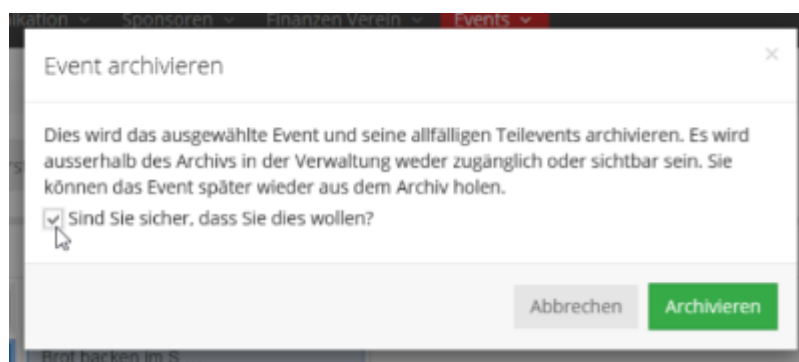 ikation Sponsoren Finanzen Verein Events
Event archivieren
×
Dies wird das ausgewählte Event und seine allfälligen Teilevents archivieren. Es wird
ausserhalb des Archivs in der Verwaltung weder zugänglich oder sichtbar sein. Sie
können das Event später wieder aus dem Archiv holen.
Sind Sie sicher, dass Sie dies wollen?
Abbrechen Archivieren
Brot backen im S